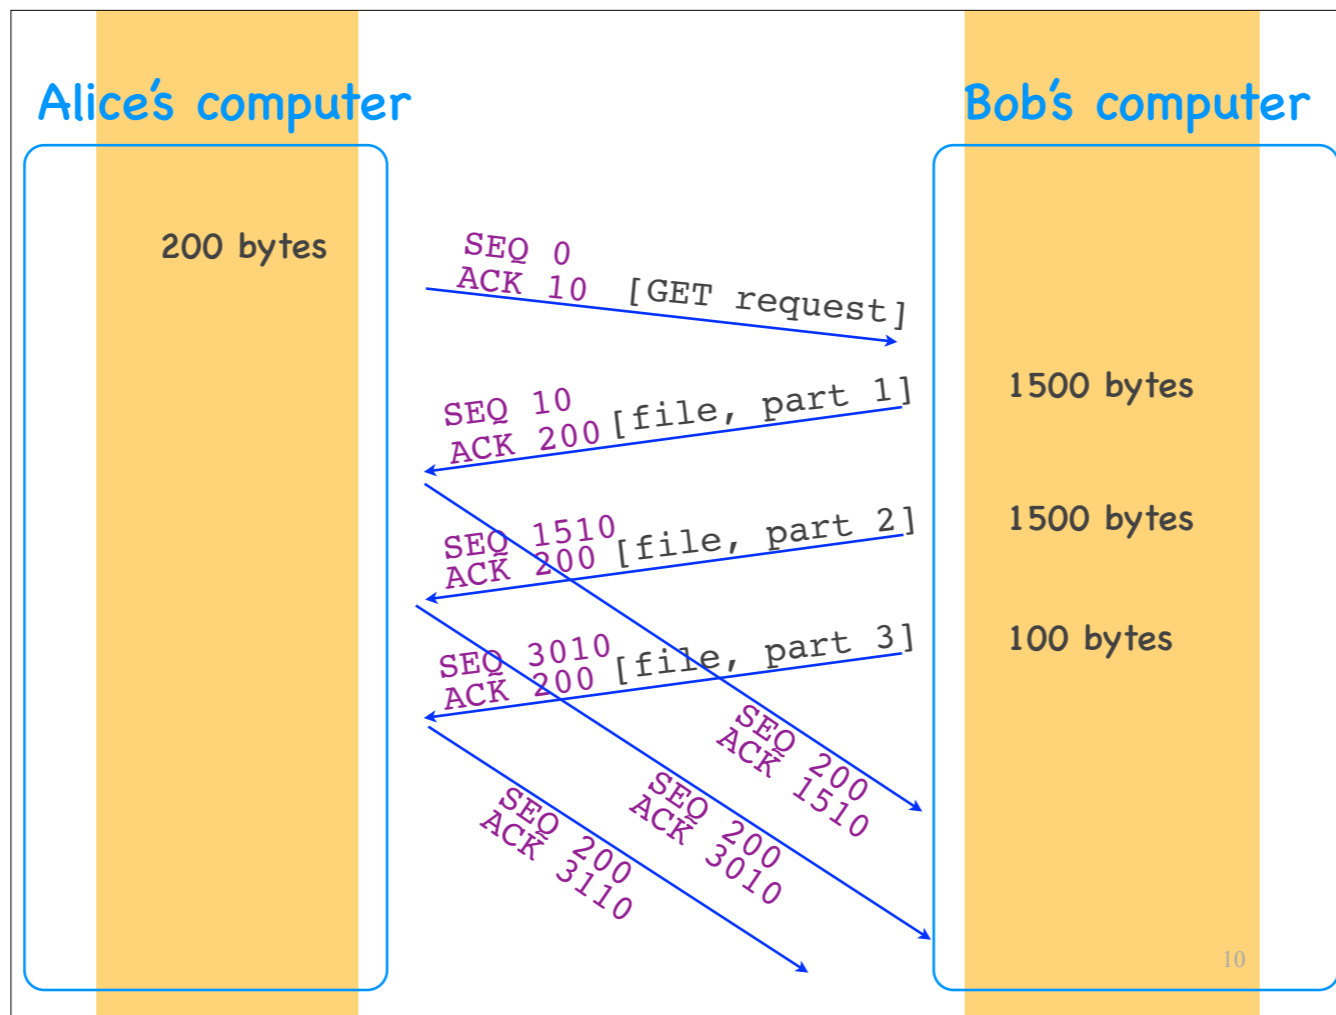 Alice's computer
Bob's computer
200 bytes
SEQ 0
ACK 10 [GET request]
1500 bytes
SEQ 10
ACK 200 [file, part 1]
1500 bytes
SEQ 1510
ACK 200 [file, part 2]
100 bytes
SEQ 3010
ACK 200 [file, part 3]
SEQ 200
ACK 1510
SEQ 200
ACK 3010
SEQ 200
ACK 3110
10